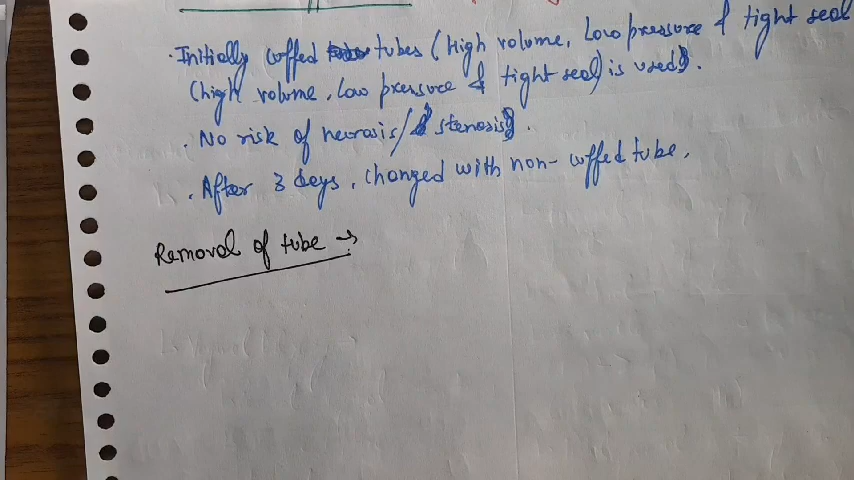 . Initially cuffed tubes (High volume, Low pressure & tight seal
(high volume, Low pressure & tight seal) is used).
. No risk of necrosis/ stenosis.
. After 3 days, changed with non-cuffed tube.
Removal of tube →